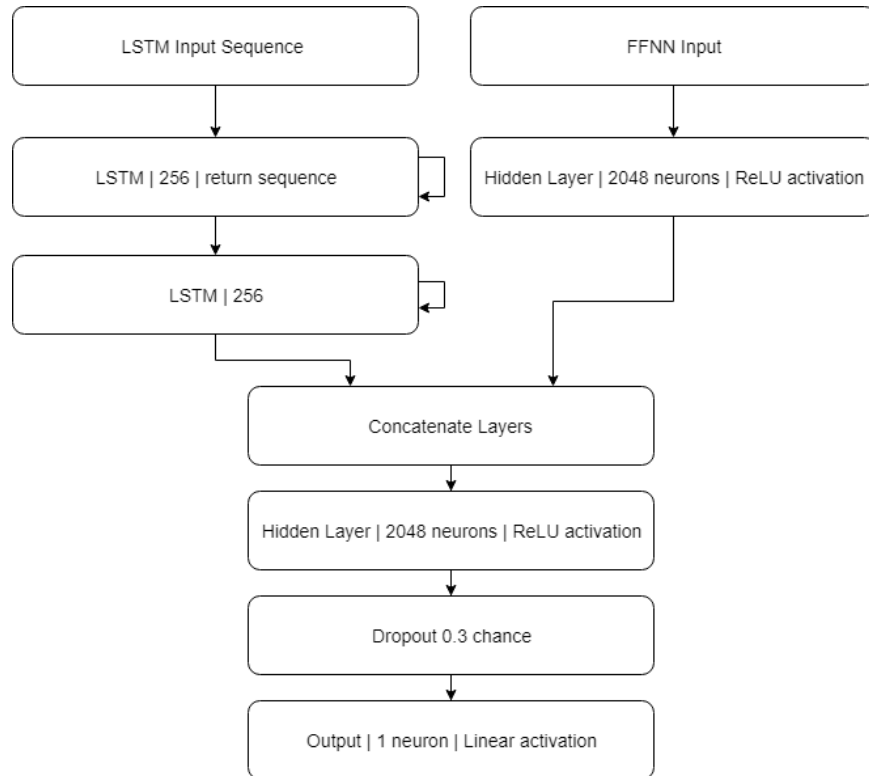 LSTM Input Sequence
FFNN Input
LSTM | 256 | return sequence
Hidden Layer | 2048 neurons | ReLU activation
LSTM | 256
Concatenate Layers
Hidden Layer | 2048 neurons | ReLU activation
Dropout 0.3 chance
Output | 1 neuron | Linear activation